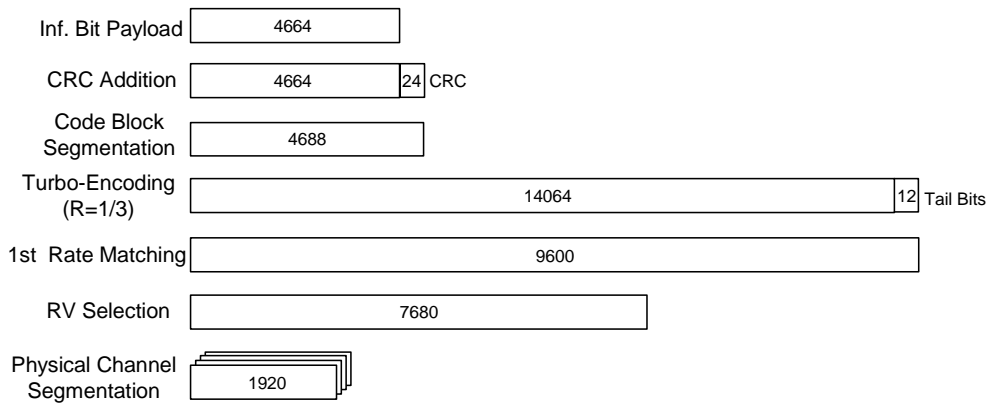 Inf. Bit Payload 4664
CRC Addition 4664 24 CRC
Code Block
Segmentation 4688
Turbo-Encoding
(R=1/3) 14064 12 Tail Bits
1st Rate Matching 9600
RV Selection 7680
Physical Channel
Segmentation 1920